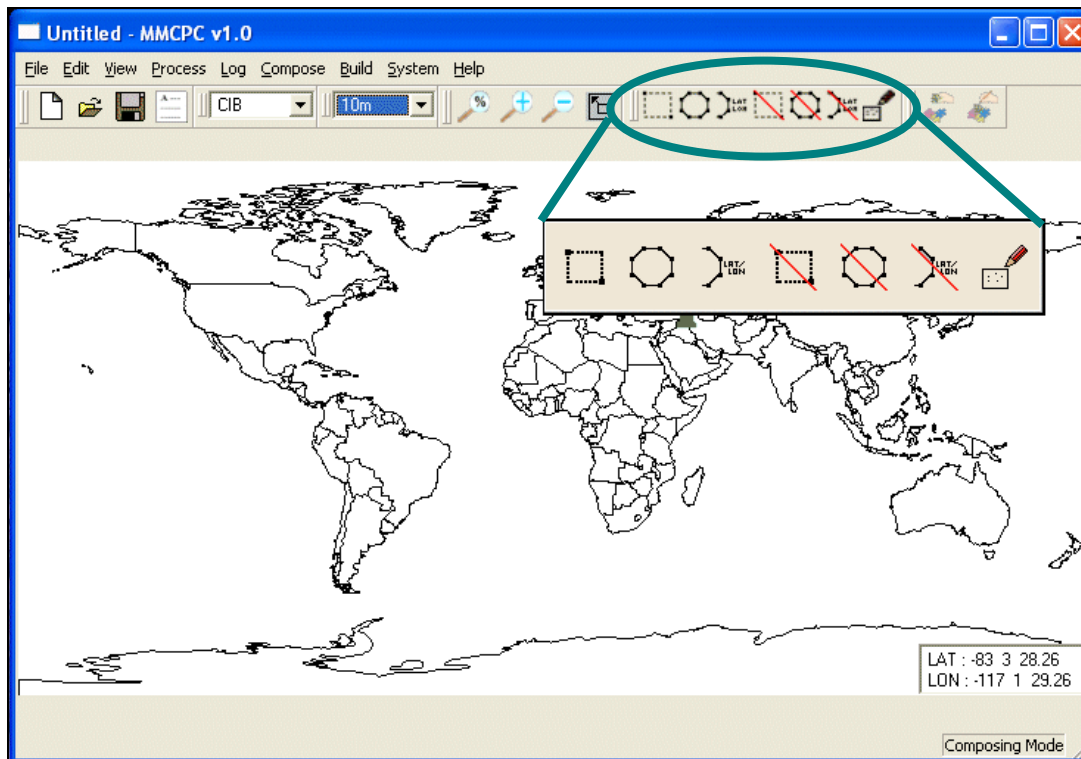 Untitled - MMCPC v1.0
File Edit View Process Log Compose Build System Help
CIB 10m % LAT LON LAT LON
LAT/ LAT/
LON LON
LAT : -83 3 28.26
LON : -117 1 29.26
Composing Mode